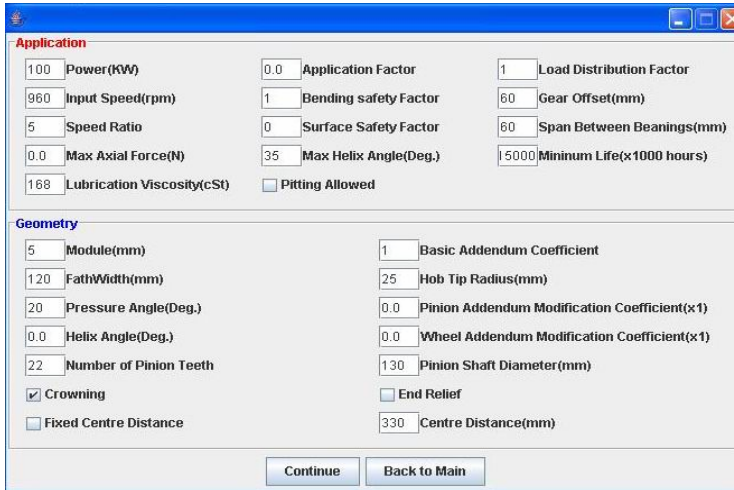 Application
100 Power(KW) 0.0 Application Factor 1 Load Distribution Factor
960 Input Speed(rpm) 1 Bending safety Factor 60 Gear Offset(mm)
5 Speed Ratio 0 Surface Safety Factor 60 Span Between Beanings(mm)
0.0 Max Axial Force(N) 35 Max Helix Angle(Deg.) 15000 Mininum Life(x1000 hours)
168 Lubrication Viscosity(cSt) Pitting Allowed
Geometry
5 Module(mm) 1 Basic Addendum Coefficient
120 FathWidth(mm) 25 Hob Tip Radius(mm)
20 Pressure Angle(Deg.) 0.0 Pinion Addendum Modification Coefficient(x1)
0.0 Helix Angle(Deg.) 0.0 Wheel Addendum Modification Coefficient(x1)
22 Number of Pinion Teeth 130 Pinion Shaft Diameter(mm)
Crowning End Relief
Fixed Centre Distance 330 Centre Distance(mm)
Continue Back to Main